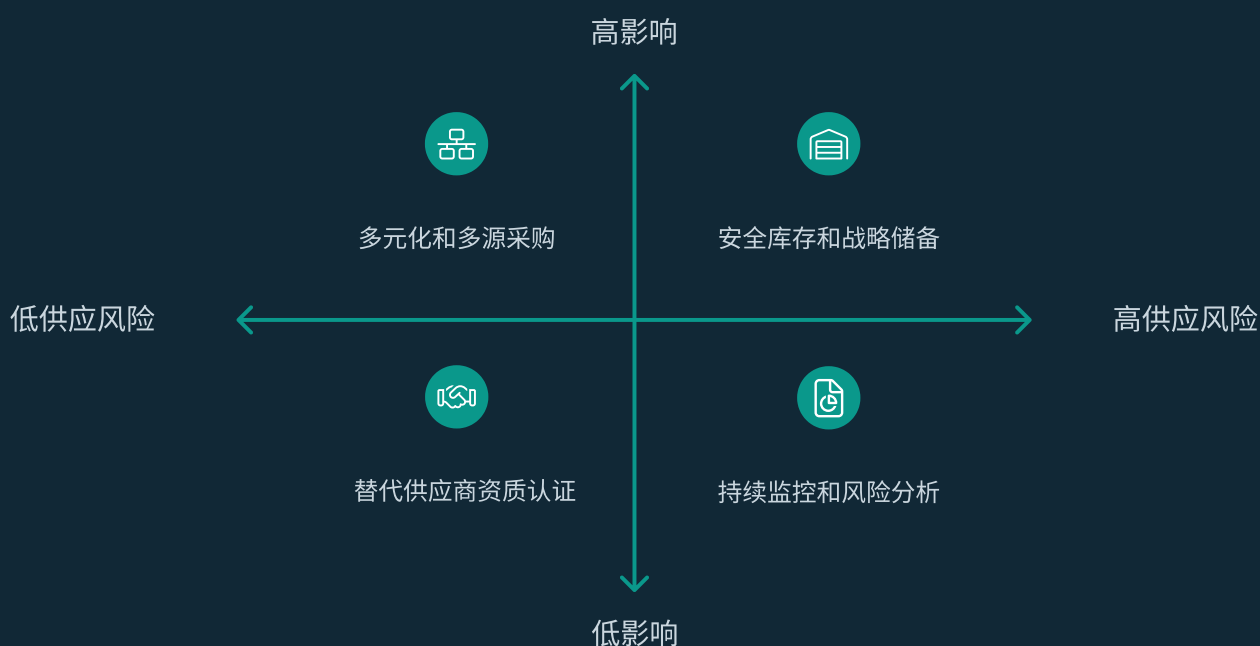 高影响
多元化和多源采购
安全库存和战略储备
低供应风险
高供应风险
替代供应商资质认证
持续监控和风险分析
低影响